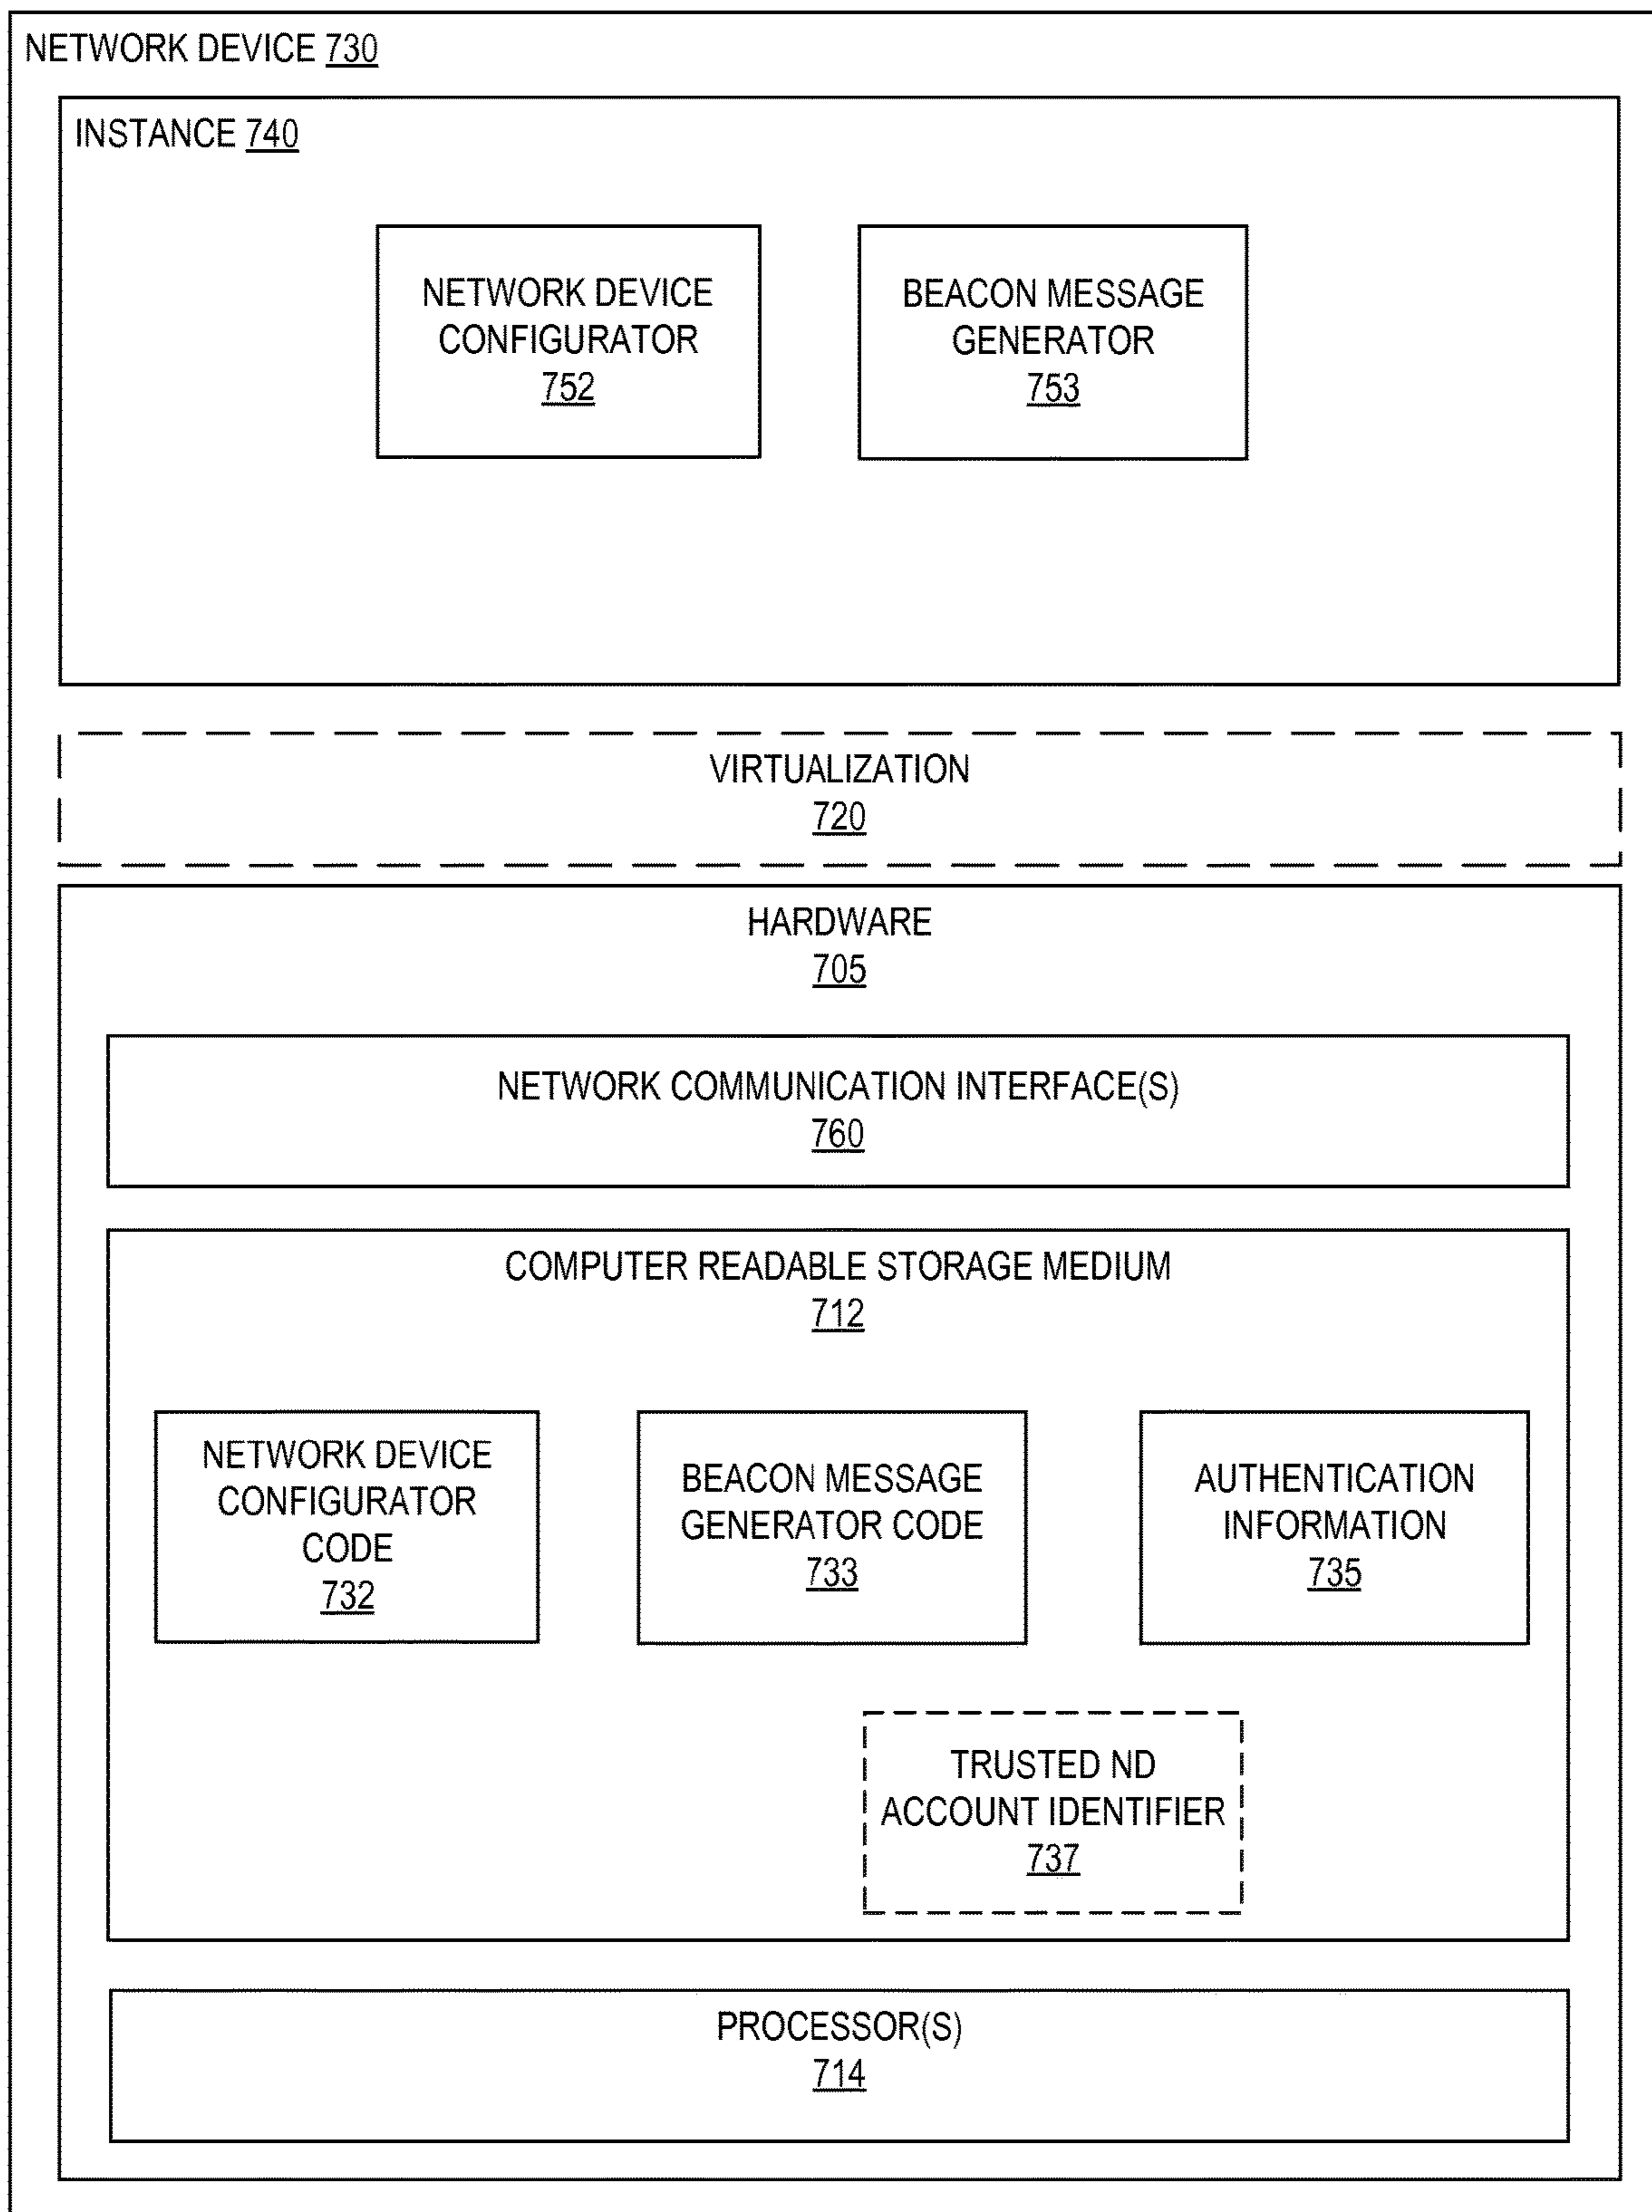 NETWORK DEVICE 730
INSTANCE 740
NETWORK DEVICE
CONFIGURATOR
752
BEACON MESSAGE
GENERATOR
753
VIRTUALIZATION
720
HARDWARE
705
NETWORK COMMUNICATION INTERFACE(S)
760
COMPUTER READABLE STORAGE MEDIUM
712
NETWORK DEVICE
CONFIGURATOR
CODE
732
BEACON MESSAGE
GENERATOR CODE
733
AUTHENTICATION
INFORMATION
735
TRUSTED ND
ACCOUNT IDENTIFIER
737
PROCESSOR(S)
714